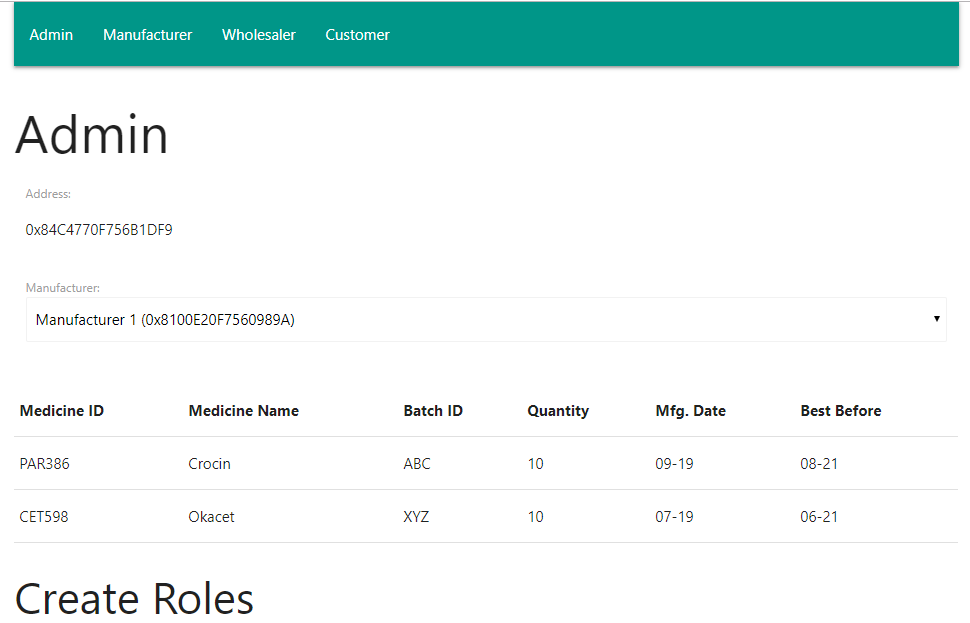 Admin Manufacturer Wholesaler Customer
Admin
Address:
0x84C4770F756B1DF9
Manufacturer:
Manufacturer 1 (0x8100E20F7560989A)
Medicine ID Medicine Name Batch ID Quantity Mfg. Date Best Before
PAR386 Crocin ABC 10 09-19 08-21
CET598 Okacet XYZ 10 07-19 06-21
Create Roles